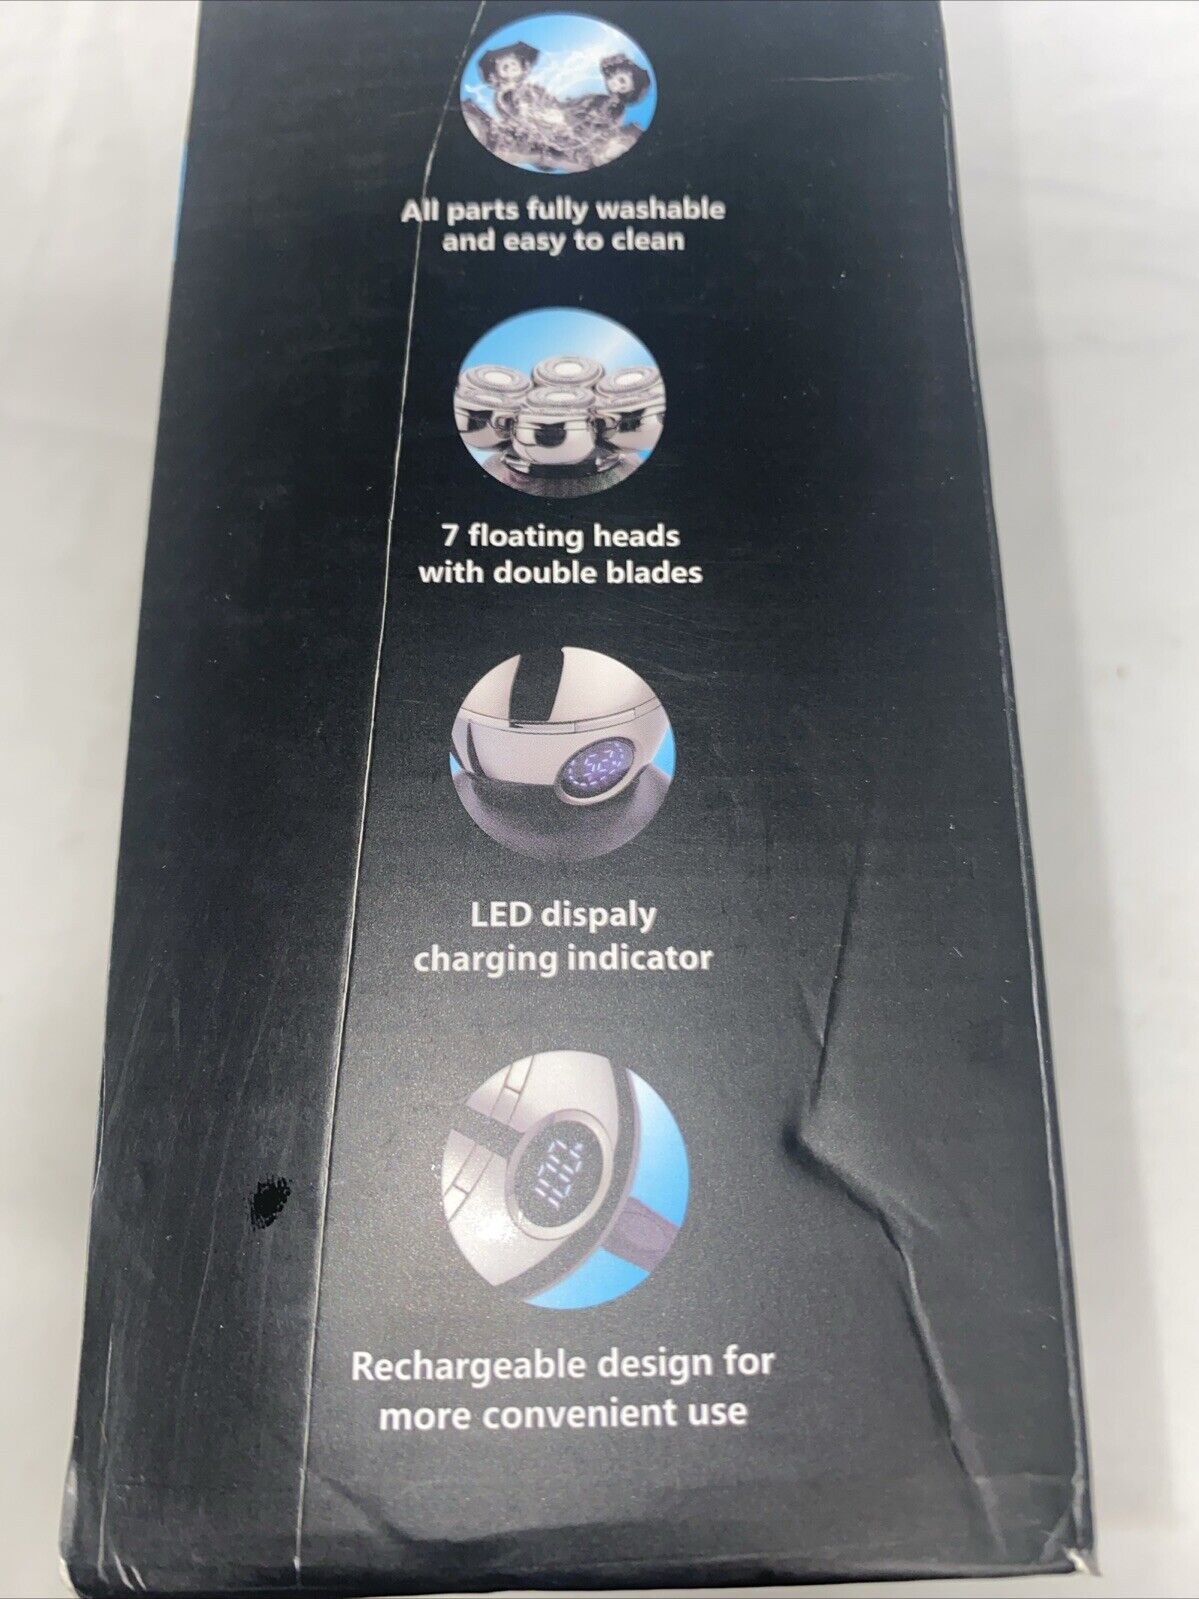 All parts fully washable
and easy to clean
7 floating heads
with double blades
LED dispaly
charging indicator
Rechargeable design for
more convenient use